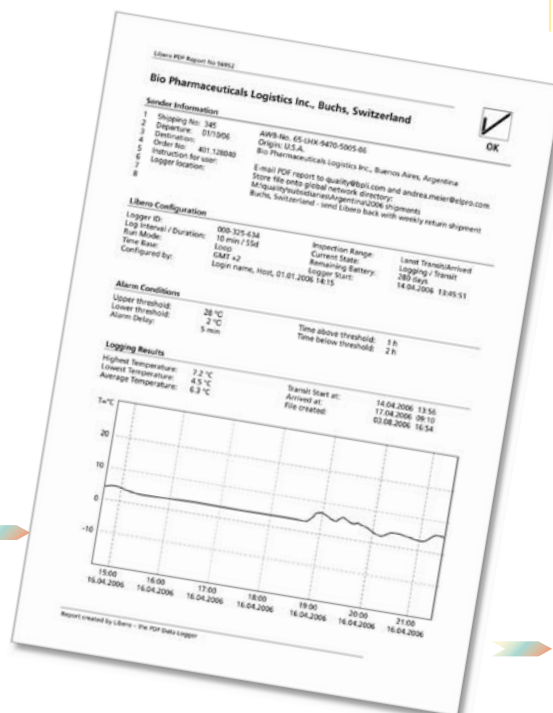 Libero PDF Report No 56952
Bio Pharmaceuticals Logistics Inc., Buchs, Switzerland
OK
Sender Information
1 Shipping No: 345 AWB-No. 65-LHX-9470-5005-06
2 Departure: 01/10/06 Origin: U.S.A.
3 Destination: Bio Pharmaceuticals Logistics Inc., Buenos Aires, Argentina
4 Order No: 401.128040
5 Instruction for user: E-mail PDF report to quality@bpli.com and andrea.meier@elpro.com
6 Logger location: Store file onto global network directory:
7 M:\quality\subsidiarias\Argentina\2006 shipments
8 Buchs, Switzerland - send Libero back with weekly return shipment
Libero Configuration
Logger ID: 000-325-634 Inspection Range: Lanst Transit/Arrived
Log Interval / Duration: 10 min / 55d Current State: Logging / Transit
Run Mode: Loop Remaining Battery: 280 days
Time Base: GMT +2 Logger Start: 14.04.2006 13:45:51
Configured by: Login name, Host, 01.01.2006 14:15
Alarm Conditions
Upper threshold: 28 °C Time above threshold: 1 h
Lower threshold: 2 °C Time below threshold: 2 h
Alarm Delay: 5 min
Logging Results
Highest Temperature: 7.2 °C Transit Start at: 14.04.2006 13:56
Lowest Temperature: 4.5 °C Arrived at: 17.04.2006 09:10
Average Temperature: 6.3 °C File created: 03.08.2006 16:54
T=°C
20
10
0
-10
15:00 16:00 17:00 18:00 19:00 20:00 21:00
16.04.2006 16.04.2006 16.04.2006 16.04.2006 16.04.2006 16.04.2006 16.04.2006
Report created by Libero - the PDF Data Logger